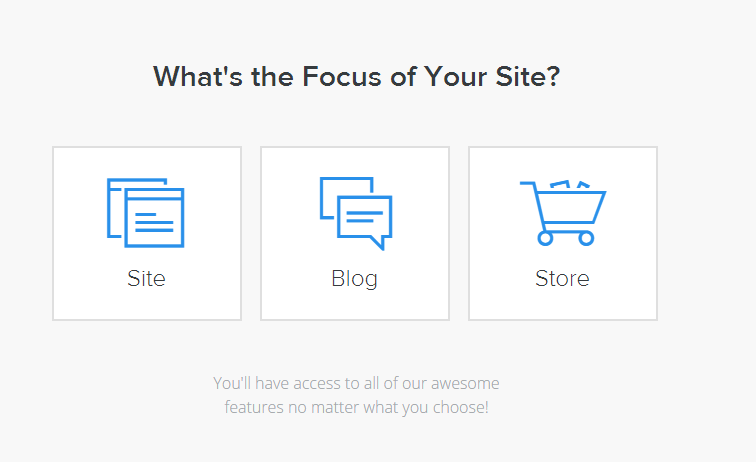 What's the Focus of Your Site?
Site
Blog
Store
You'll have access to all of our awesome
features no matter what you choose!